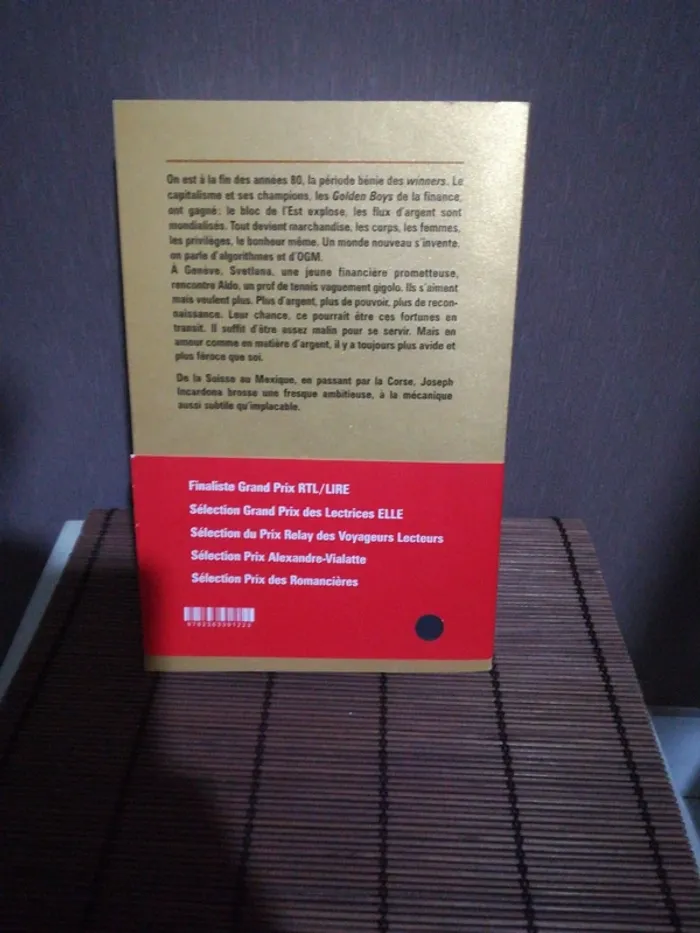 On est à la fin des années 80, la période bénie des winners. Le
capitalisme et ses champions, les Golden Boys de la finance,
ont gagné : le bloc de l'Est explose, les flux d'argent sont
mondialisés. Tout devient marchandise, les corps, les femmes,
les privilèges, le bonheur même. Un monde nouveau s'invente,
on parle d'algorithmes et d'OGM.
À Genève, Svetlana, une jeune financière prometteuse,
rencontre Aldo, un prof de tennis vaguement gigolo. Ils s'aiment
mais veulent plus. Plus d'argent, plus de pouvoir, plus de recon-
naissance. Leur chance, ce pourrait être ces fortunes en
transit. Il suffit d'être assez malin pour se servir. Mais en
amour comme en matière d'argent, il y a toujours plus avide et
plus féroce que soi.
De la Suisse au Mexique, en passant par la Corse, Joseph
Incardona brosse une fresque ambitieuse, à la mécanique
aussi subtile qu'implacable.
Finaliste Grand Prix RTL/LIRE
Sélection Grand Prix des Lectrices ELLE
Sélection du Prix Relay des Voyageurs Lecteurs
Sélection Prix Alexandre-Vialatte
Sélection Prix des Romancières